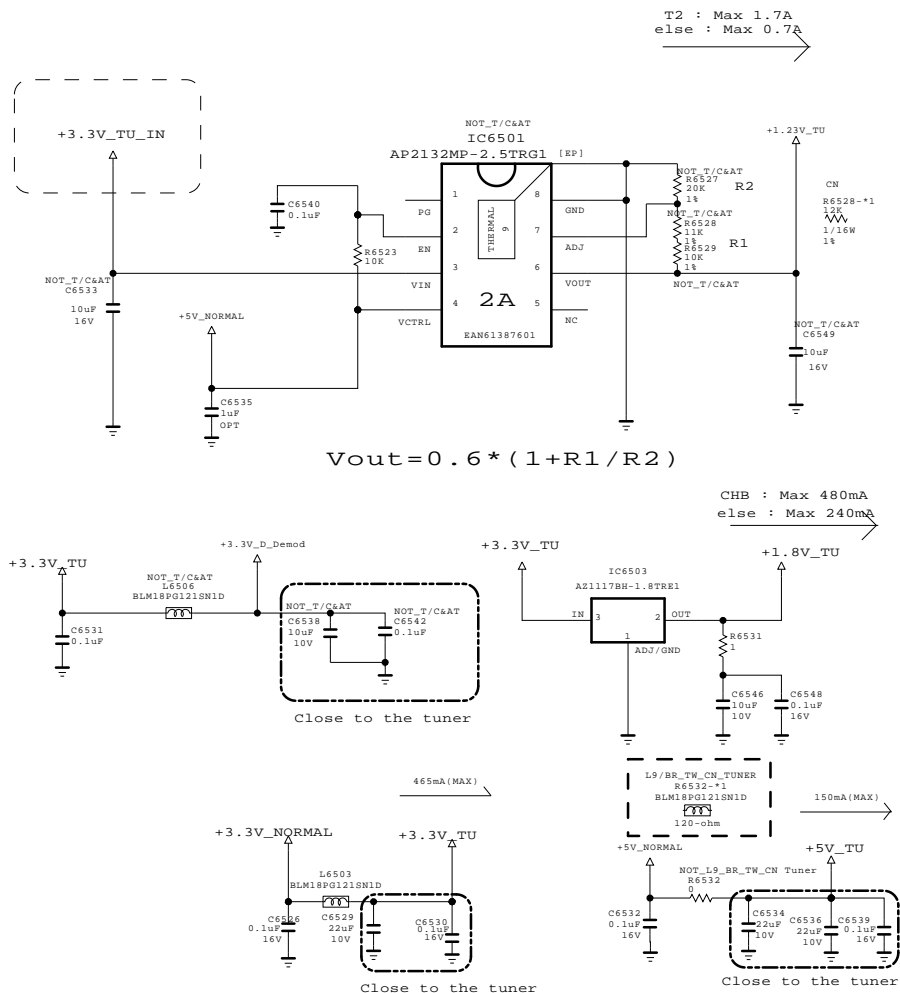 T2 : Max 1.7A
else : Max 0.7A
+3.3V_TU_IN
NOT_T/C&AT
IC6501
AP2132MP-2.5TRG1
[EP]
+1.23V_TU
NOT_T/C&AT
R6527
20K
1%
R2
CN
R6528-*1
12K
1/16W
1%
C6540
0.1uF
1
PG
8
GND
THERMAL
9
NOT_T/C&AT
R6528
11K
1%
R1
2
EN
7
ADJ
R6523
10K
R6529
10K
1%
NOT_T/C&AT
3
VIN
6
VOUT
NOT_T/C&AT
C6533
10uF
16V
2A
+5V_NORMAL
4
VCTRL
5
NC
EAN61387601
NOT_T/C&AT
C6549
10uF
16V
C6535
1uF
OPT
Vout=0.6*(1+R1/R2)
CHB : Max 480mA
else : Max 240mA
+3.3V_TU
NOT_T/C&AT
L6506
BLM18PG121SN1D
+3.3V_D_Demod
C6531
0.1uF
NOT_T/C&AT
C6538
10uF
10V
NOT_T/C&AT
C6542
0.1uF
Close to the tuner
+3.3V_TU
IC6503
AZ1117BH-1.8TRE1
+1.8V_TU
IN
3
2
OUT
1
ADJ/GND
R6531
1
C6546
10uF
10V
C6548
0.1uF
16V
465mA(MAX)
+3.3V_NORMAL
+3.3V_TU
L6503
BLM18PG121SN1D
C6526
0.1uF
16V
C6529
22uF
10V
C6530
0.1uF
16V
Close to the tuner
L9/BR_TW_CN_TUNER
R6532-*1
BLM18PG121SN1D
120-ohm
150mA(MAX)
+5V_NORMAL
+5V_TU
NOT_L9_BR_TW_CN Tuner
R6532
0
C6532
0.1uF
16V
C6534
22uF
10V
C6536
22uF
10V
C6539
0.1uF
16V
Close to the tuner